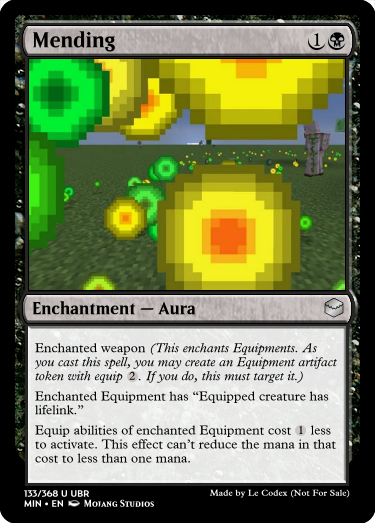 Mending 1
Enchantment — Aura
Enchanted weapon (This enchants Equipments. As
you cast this spell, you may create an Equipment artifact
token with equip 2. If you do, this must target it.)
Enchanted Equipment has “Equipped creature has
lifelink.”
Equip abilities of enchanted Equipment cost 1 less
to activate. This effect can’t reduce the mana in that
cost to less than one mana.
133/368 U UBR
MIN • EN Mojang Studios
Made by Le Codex (Not For Sale)